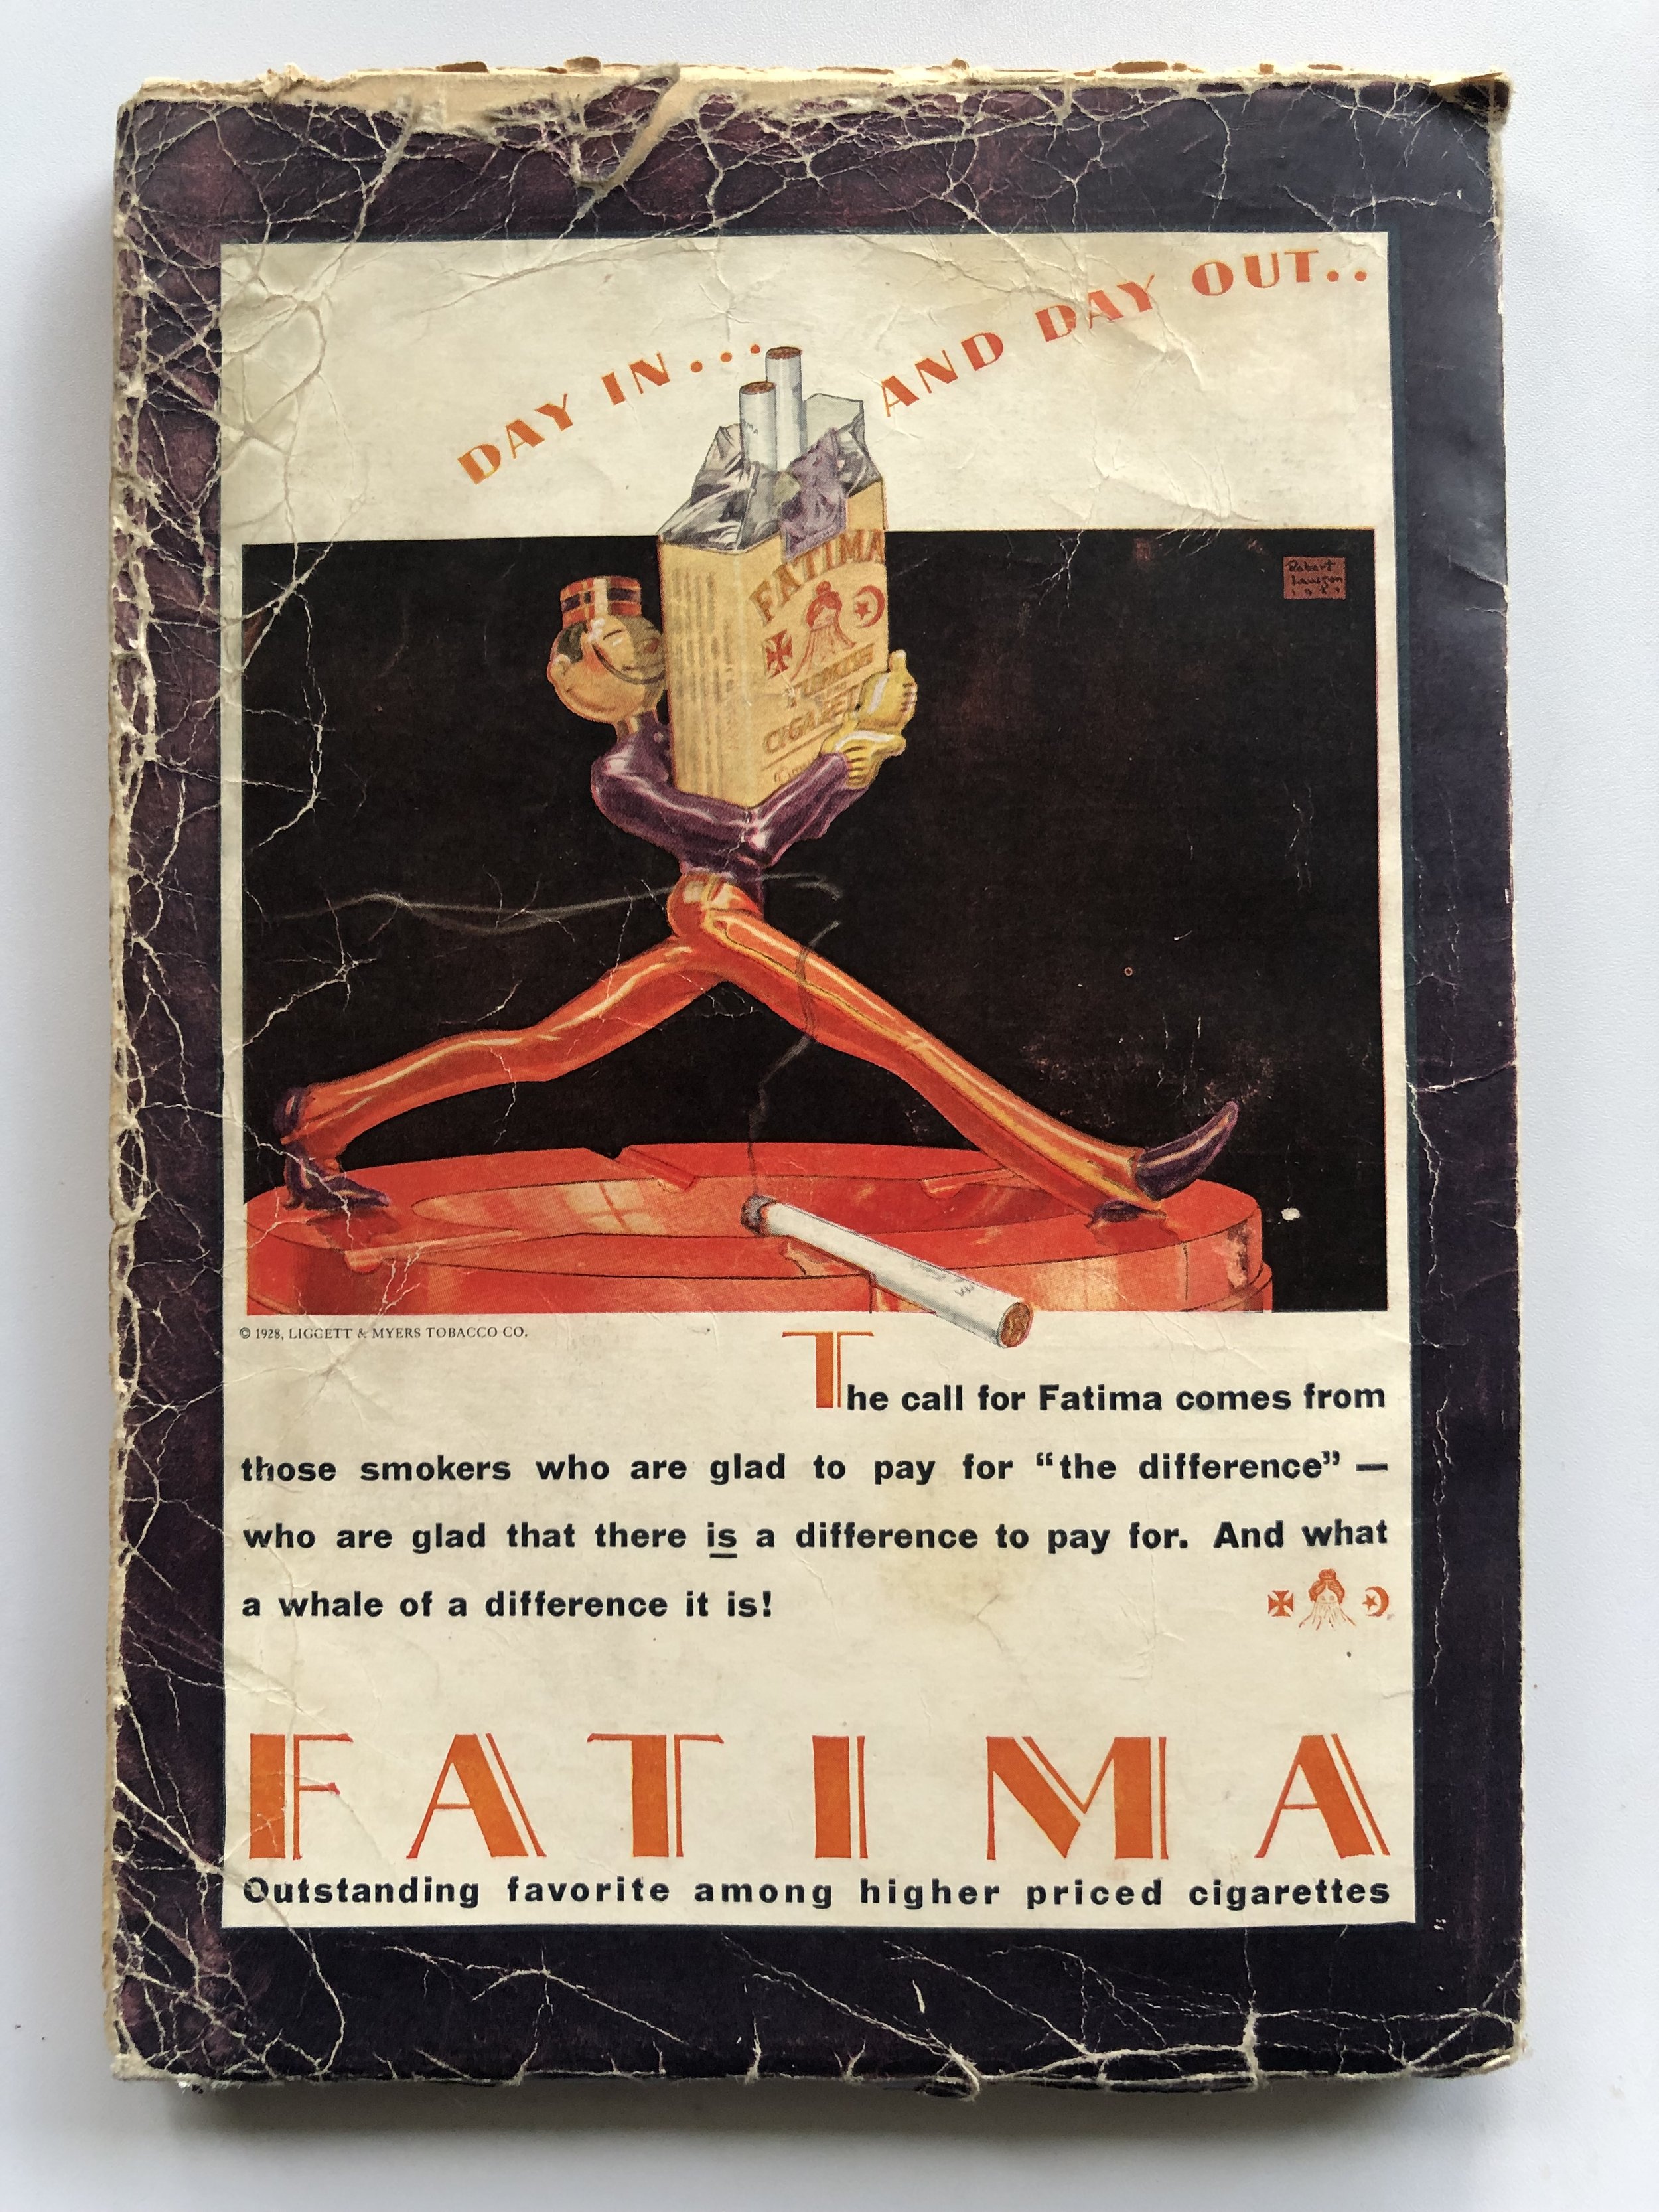 DAY IN... AND DAY OUT..
FATIMA
TURKISH
CIGARET
Robert
Lawson
© 1928, LIGGETT & MYERS TOBACCO CO.
The call for Fatima comes from
those smokers who are glad to pay for “the difference” —
who are glad that there is a difference to pay for. And what
a whale of a difference it is!
FATIMA
Outstanding favorite among higher priced cigarettes